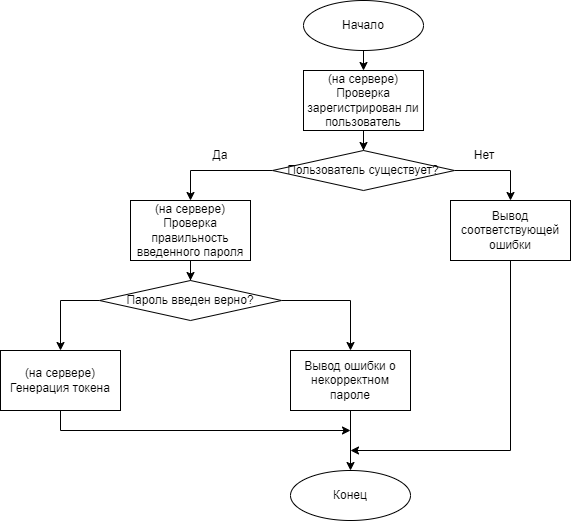 Начало
(на сервере)
Проверка
зарегистрирован ли
пользователь
Да
Пользователь существует?
Нет
(на сервере)
Проверка
правильность
введенного пароля
Вывод
соответствующей
ошибки
Пароль введен верно?
(на сервере)
Генерация токена
Вывод ошибки о
некорректном
пароле
Конец